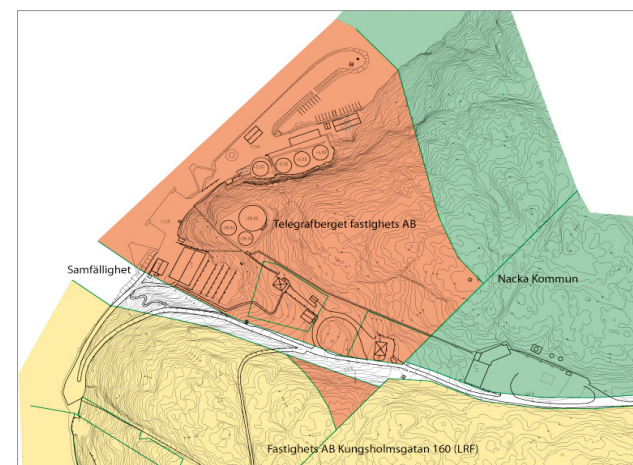 Telegrafberget fastighets AB
Samfällighet
Nacka Kommun
Fastighets AB Kungsholmsgatan 160 (LRF)